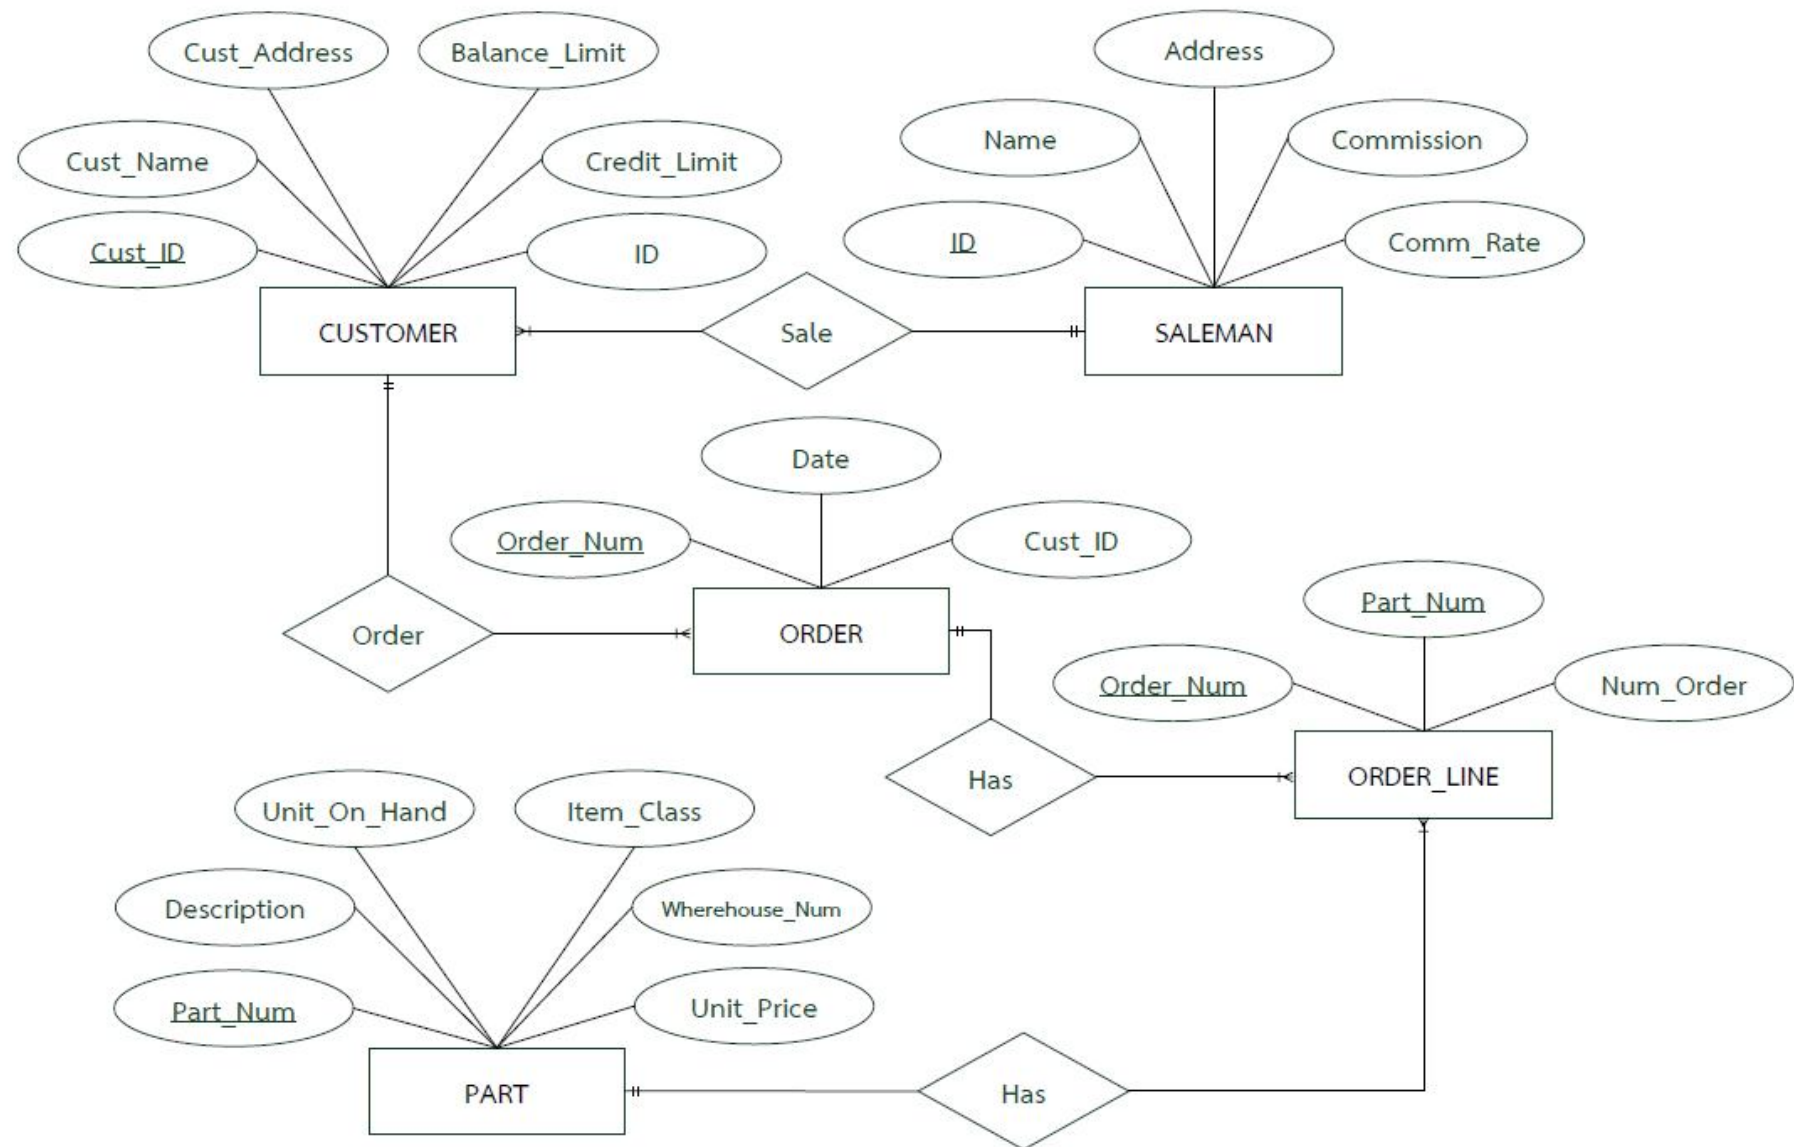 Cust_Address
Balance_Limit
Address
Cust_Name
Credit_Limit
Name
Commission
Cust_ID
ID
ID
Comm_Rate
CUSTOMER
Sale
SALEMAN
Date
Order_Num
Cust_ID
Part_Num
Order
ORDER
Order_Num
Num_Order
Has
ORDER_LINE
Unit_On_Hand
Item_Class
Description
Wherehouse_Num
Part_Num
Unit_Price
PART
Has